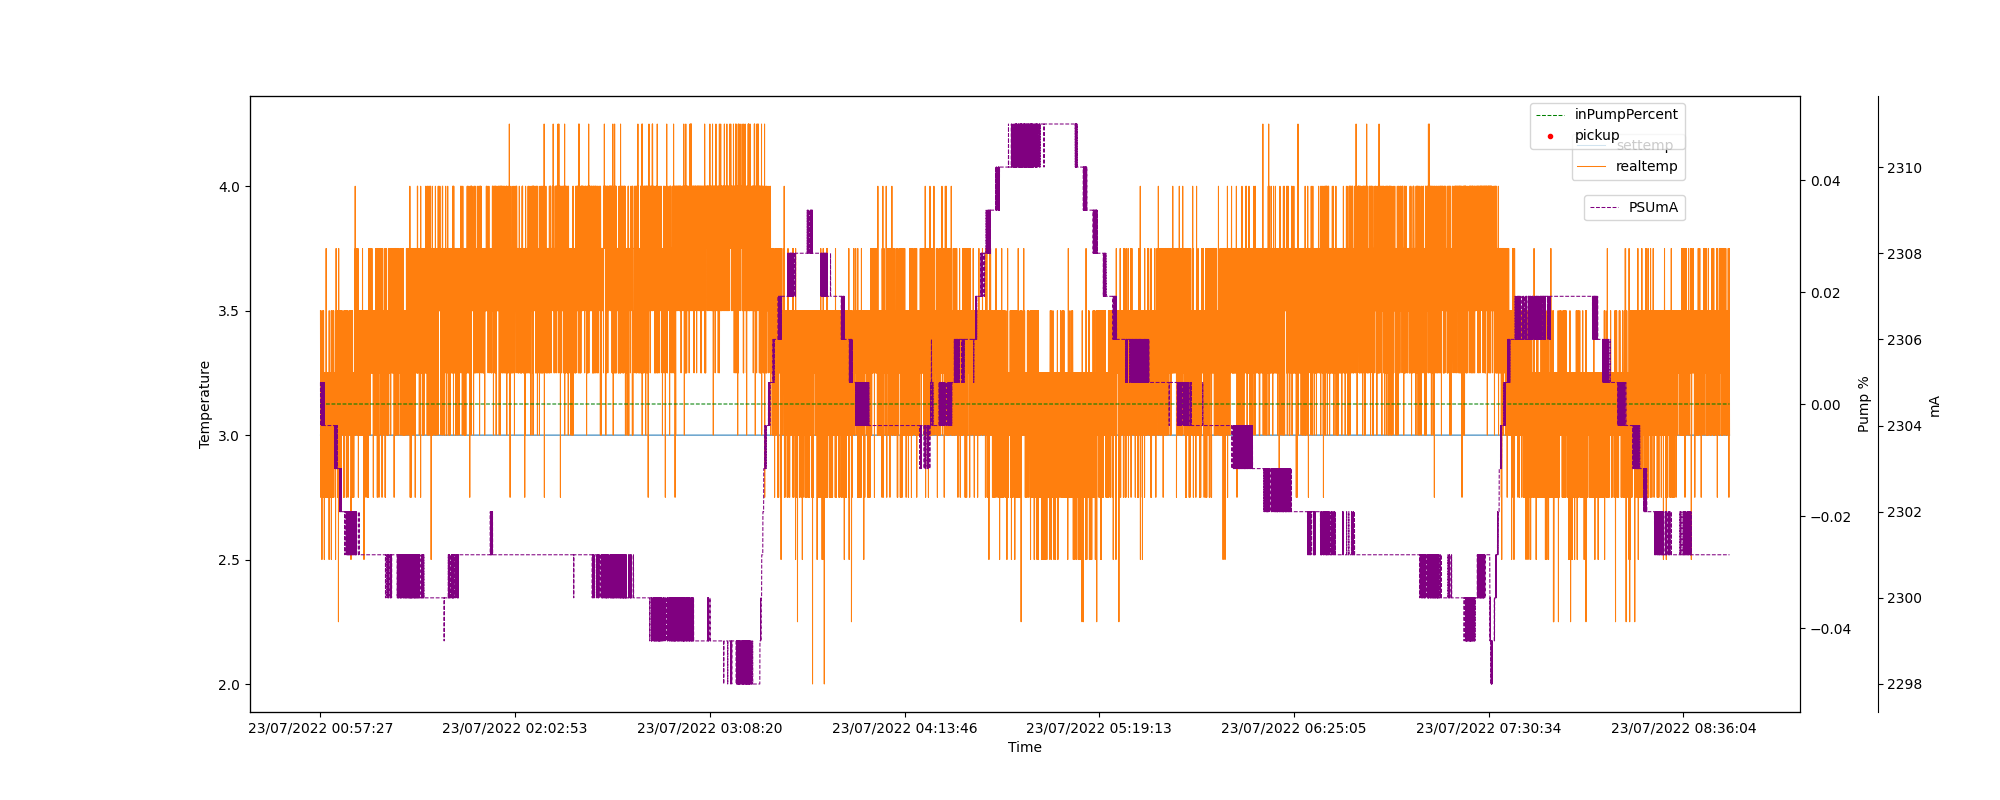 inPumpPercent
pickup
settemp
realtemp
PSUmA
4.0
3.5
3.0
2.5
2.0
Temperature
0.04
0.02
0.00
−0.02
−0.04
Pump %
2310
2308
2306
2304
2302
2300
2298
mA
23/07/2022 00:57:27
23/07/2022 02:02:53
23/07/2022 03:08:20
23/07/2022 04:13:46
23/07/2022 05:19:13
23/07/2022 06:25:05
23/07/2022 07:30:34
23/07/2022 08:36:04
Time